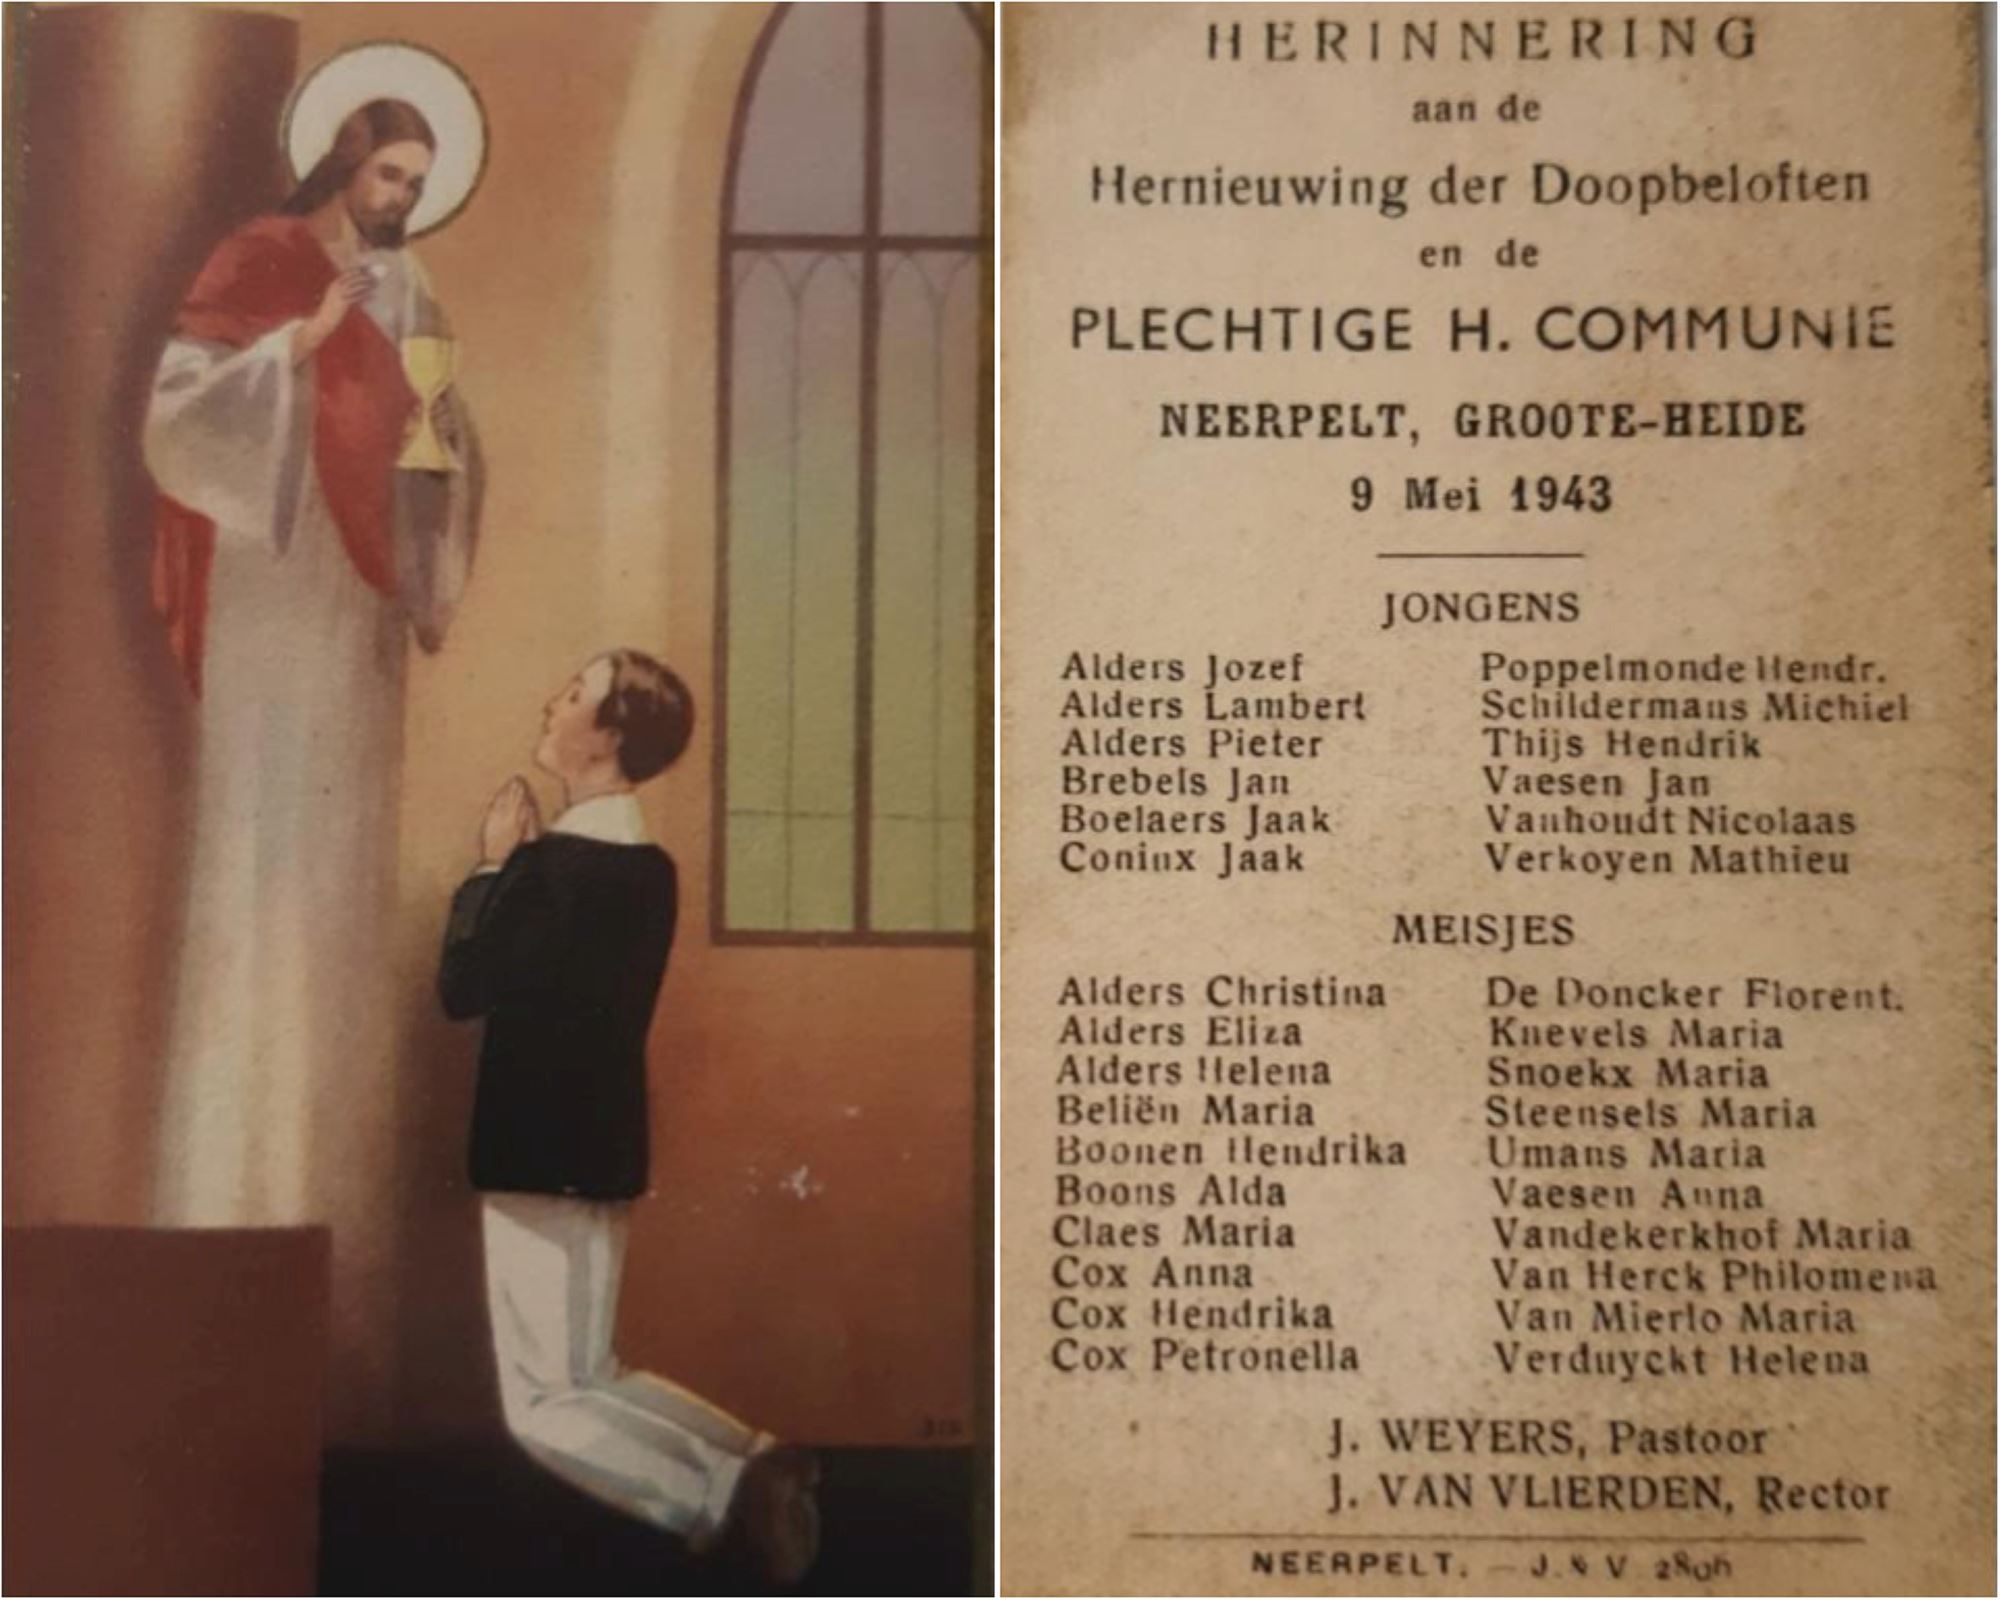 HERINNERING
aan de
Hernieuwing der Doopbeloften
en de
PLECHTIGE H. COMMUNIE
NEERPELT, GROOTE-HEIDE
9 Mei 1943
JONGENS
Alders Jozef
Alders Lambert
Alders Pieter
Brebels Jan
Boelaers Jaak
Coninx Jaak
Poppelmonde Hendr.
Schildermans Michiel
Thijs Hendrik
Vaesen Jan
Vanhoudt Nicolaas
Verkoyen Mathieu
MEISJES
Alders Christina
Alders Eliza
Alders Helena
Beliën Maria
Boonen Hendrika
Boons Alda
Claes Maria
Cox Anna
Cox Hendrika
Cox Petronella
De Doncker Florent.
Knevels Maria
Snoekx Maria
Steensels Maria
Umans Maria
Vaesen Anna
Vandekerkhof Maria
Van Herck Philomena
Van Mierlo Maria
Verduyckt Helena
J. WEYERS, Pastoor
J. VAN VLIERDEN, Rector
NEERPELT. — J. & V